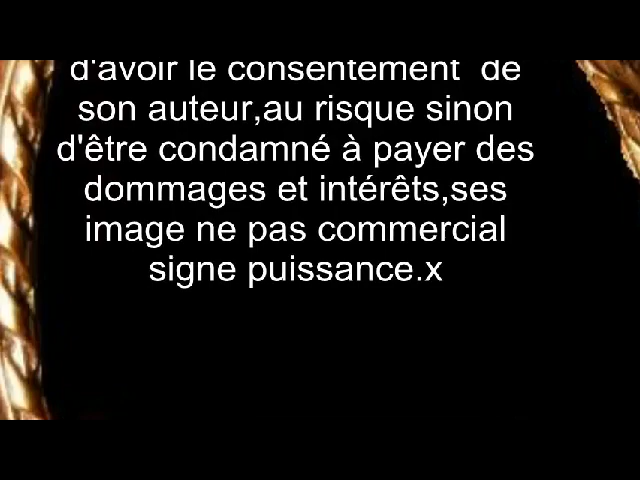 d'avoir le consentement  de
son auteur,au risque sinon
d'être condamné à payer des
dommages et intérêts,ses
image ne pas commercial
signe puissance.x